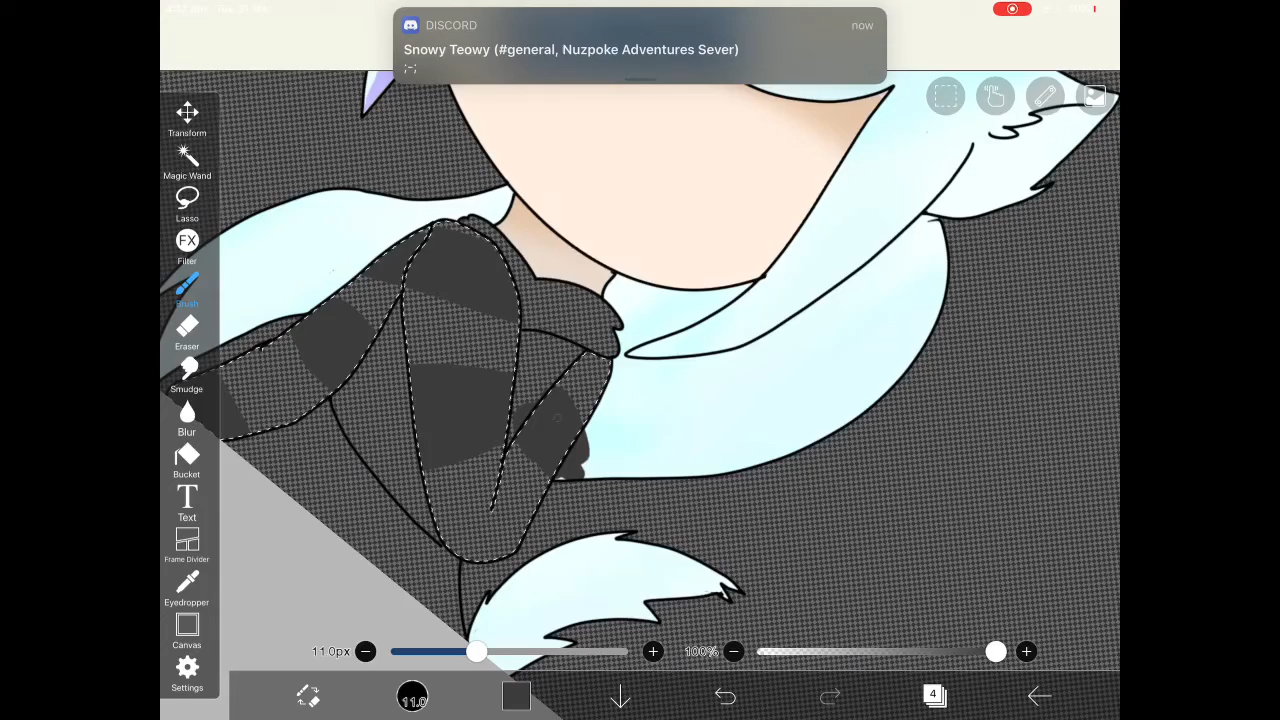 DISCORD
now
Snowy Teowy (#general, Nuzpoke Adventures Sever)
;-;
Transform
Magic Wand
Lasso
FX
Filter
Brush
Eraser
Smudge
Blur
Bucket
T
Text
Frame Divider
Eyedropper
Canvas
Settings
11.0px
100%
11.0
4